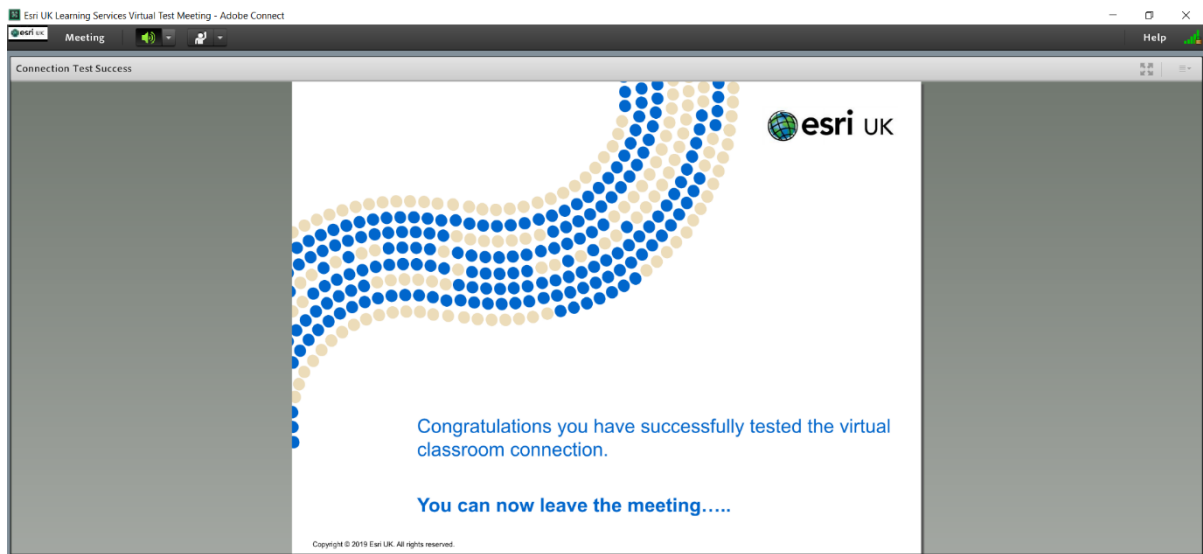 Esri UK Learning Services Virtual Test Meeting - Adobe Connect
esri UK Meeting Help
Connection Test Success
esri UK
Congratulations you have successfully tested the virtual
classroom connection.
You can now leave the meeting.....
Copyright © 2019 Esri UK. All rights reserved.